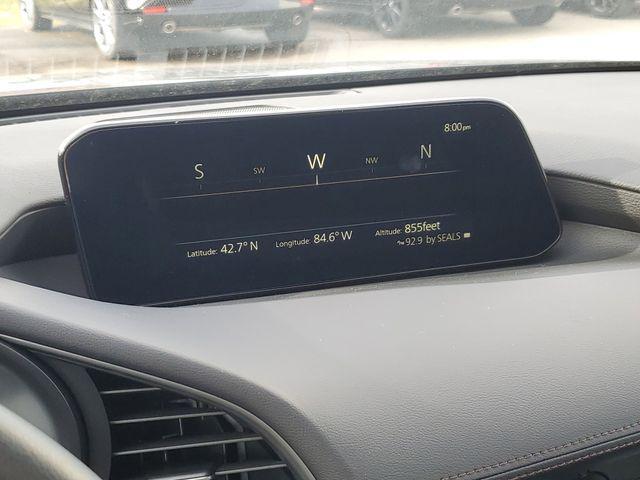 8:00pm
S SW W NW N
Latitude: 42.7° N Longitude: 84.6° W Altitude: 855feet
92.9 by SEALS